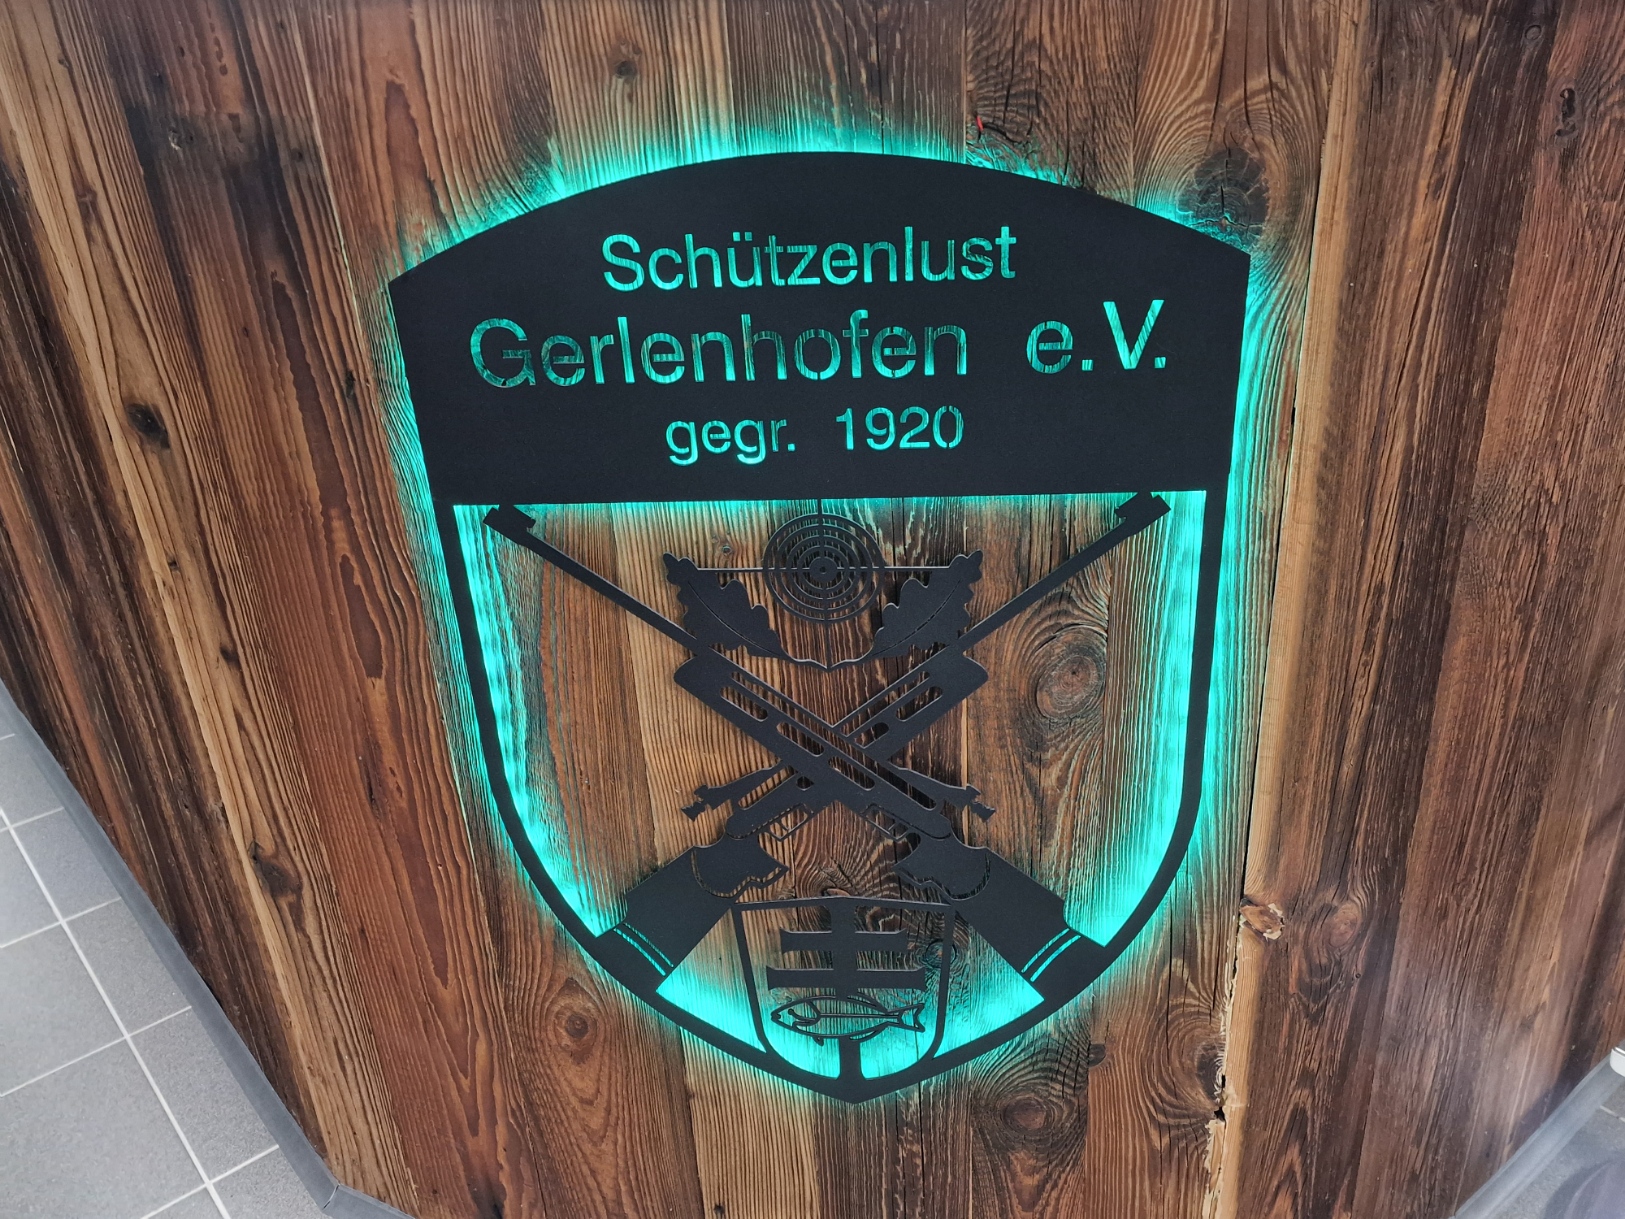 Schützenlust
Gerlenhofen e.V.
gegr. 1920